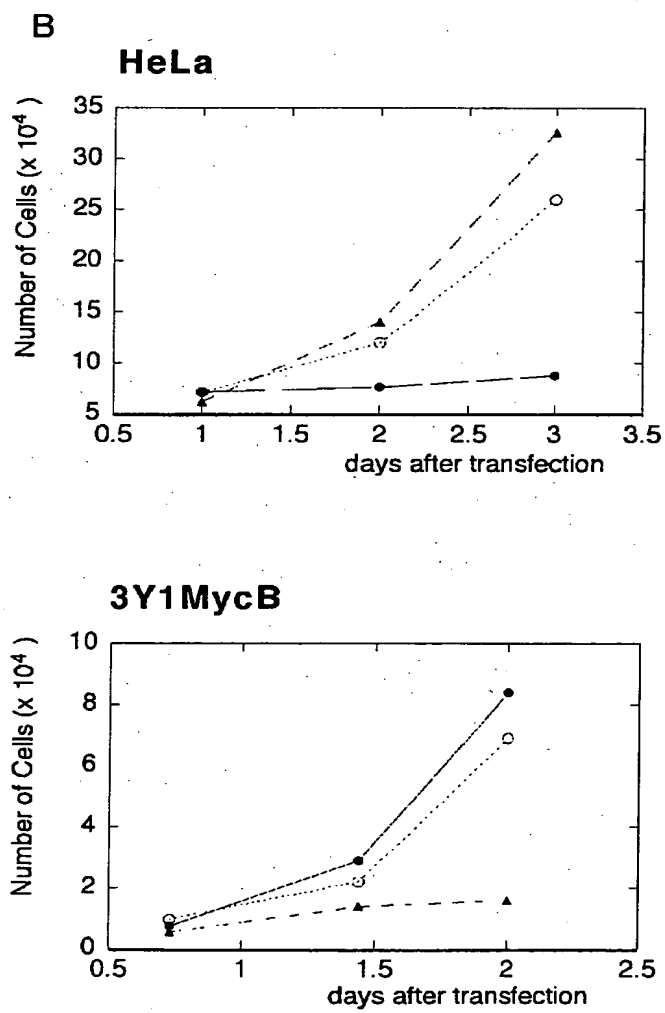 B
HeLa
Number of Cells (x 10⁴)
35
30
25
20
15
10
5
0.5 1 1.5 2 2.5 3 3.5
days after transfection
3Y1MycB
Number of Cells (x 10⁴)
10
8
6
4
2
0
0.5 1 1.5 2 2.5
days after transfection